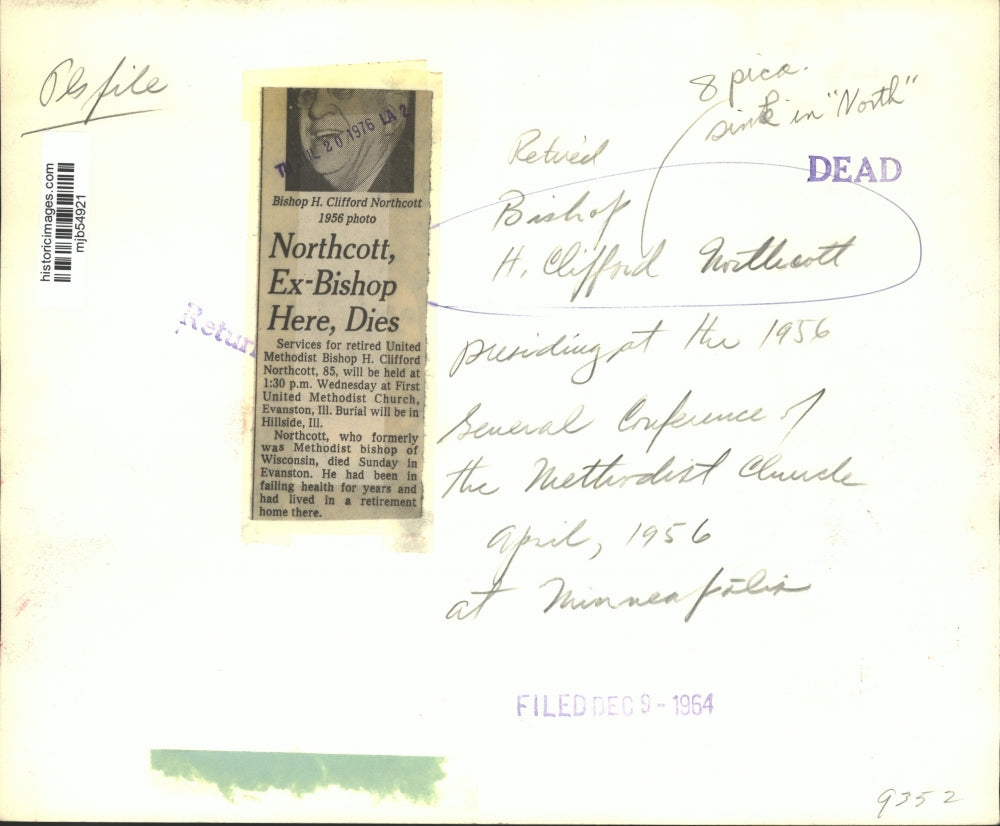 Pls file
8 pica.
sink in "North"
DEAD
Retired
Bishop
H. Clifford Northcott
presiding at the 1956
General Conference of
the Methodist Church
April, 1956
at Minneapolis
FILED DEC 9 - 1964
9352
historicimages.com
mjb54921
Return
JUL 20 1976 LA 2
Bishop H. Clifford Northcott
1956 photo
Northcott,
Ex-Bishop
Here, Dies
Services for retired United
Methodist Bishop H. Clifford
Northcott, 85, will be held at
1:30 p.m. Wednesday at First
United Methodist Church,
Evanston, Ill. Burial will be in
Hillside, Ill.
Northcott, who formerly
was Methodist bishop of
Wisconsin, died Sunday in
Evanston. He had been in
failing health for years and
had lived in a retirement
home there.